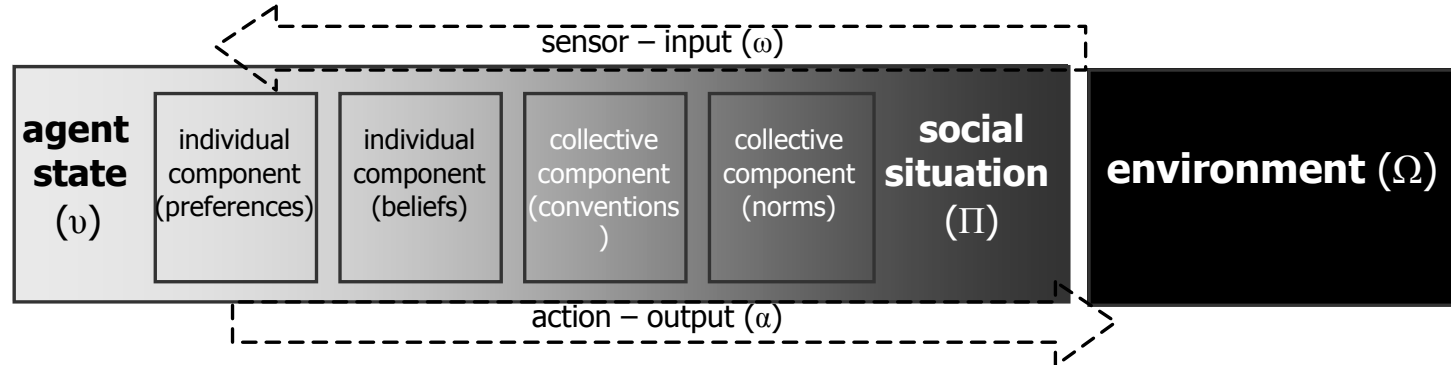 sensor – input (ω)
agent
state
(υ)
individual
component
(preferences)
individual
component
(beliefs)
collective
component
(conventions
)
collective
component
(norms)
social
situation
(Π)
environment (Ω)
action – output (α)